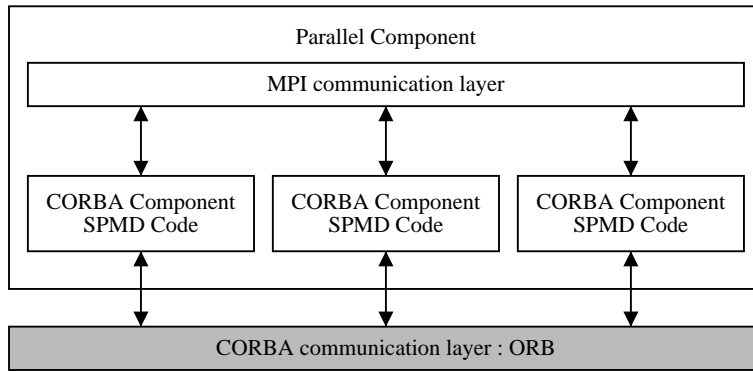 Parallel Component
MPI communication layer
CORBA Component
SPMD Code
CORBA Component
SPMD Code
CORBA Component
SPMD Code
CORBA communication layer : ORB